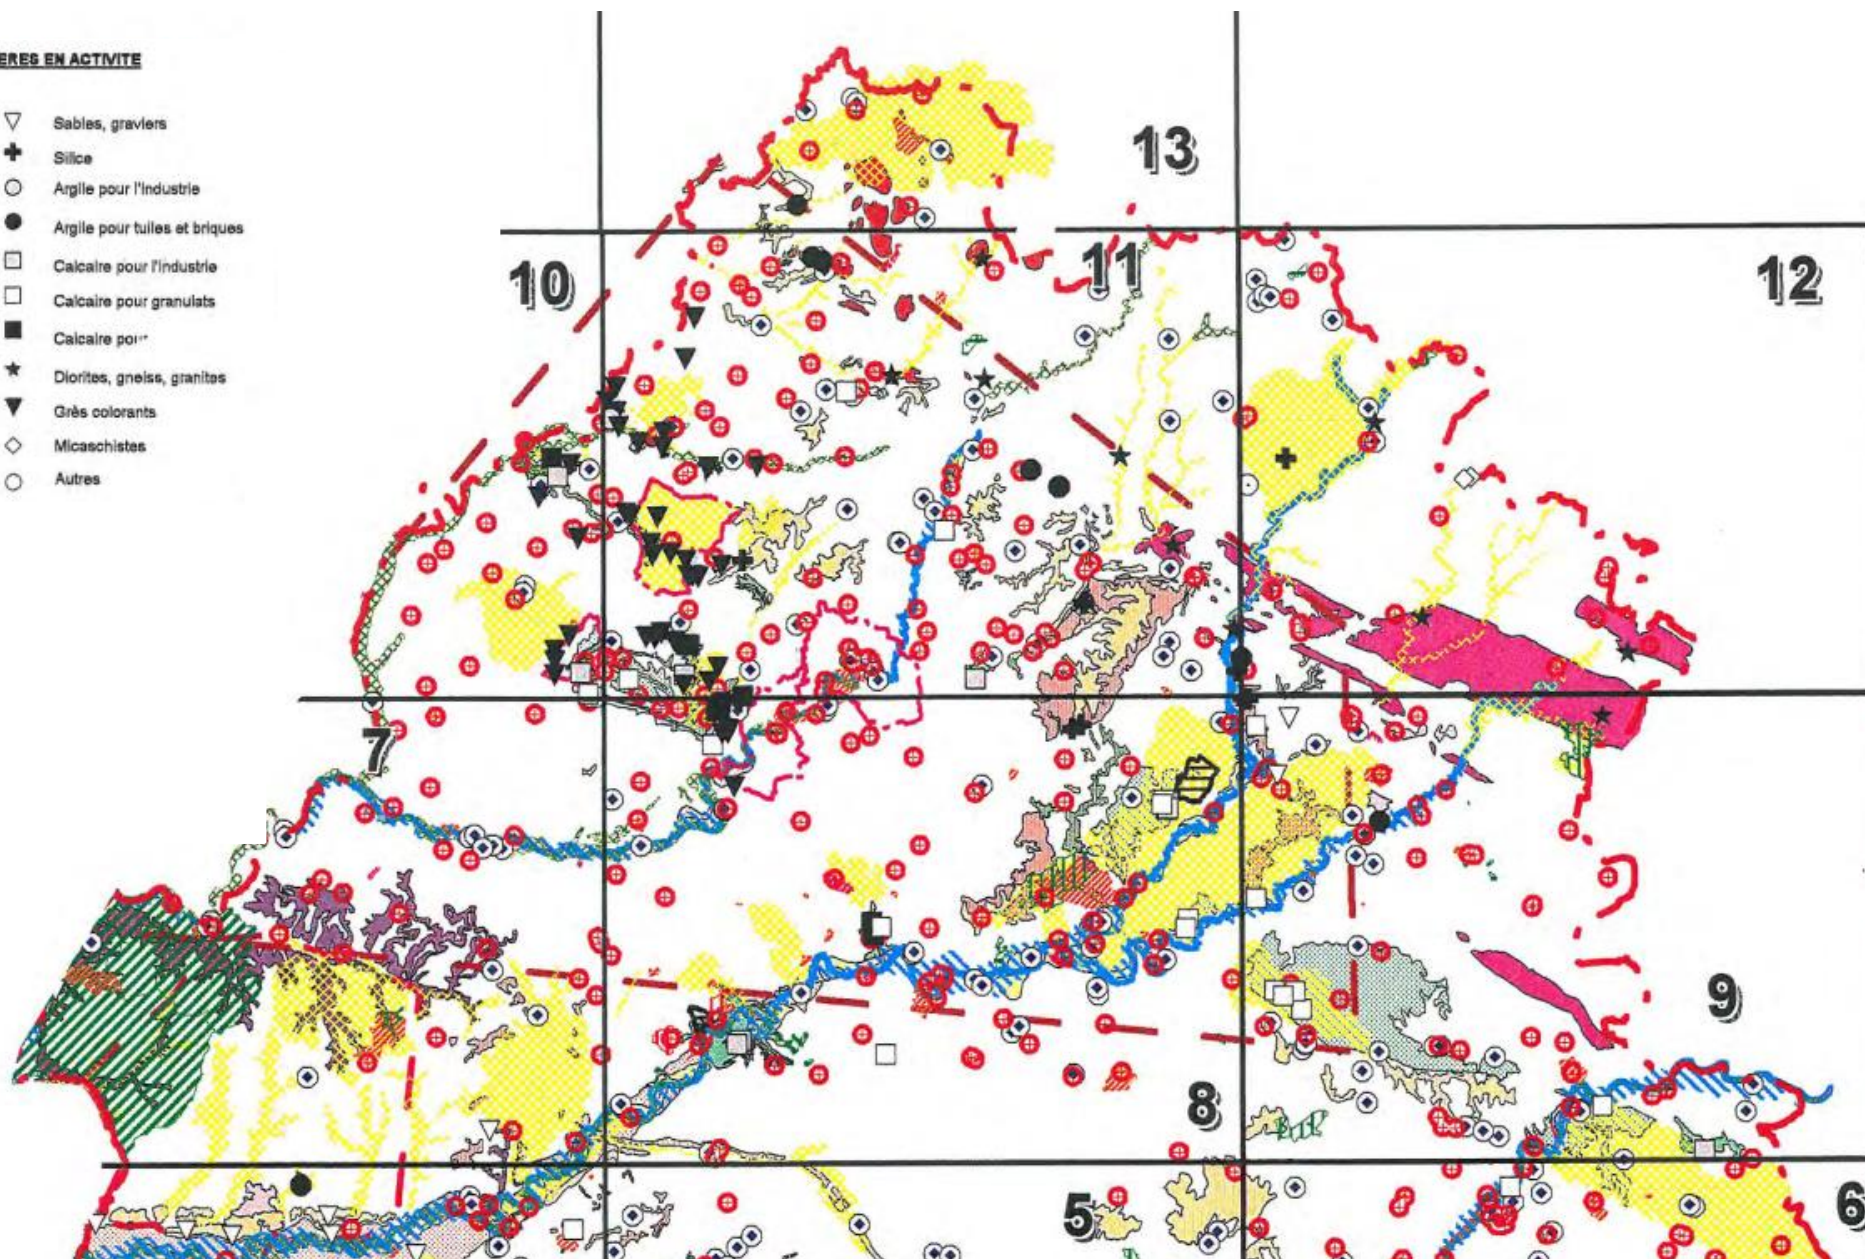 ERES EN ACTIVITE
Sables, graviers
Silice
Argile pour l'industrie
Argile pour tuiles et briques
Calcaire pour l'industrie
Calcaire pour granulats
Calcaire
Diorites, gneiss, granites
Grès colorants
Micaschistes
Autres
13
10
11
12
7
9
8
5
6